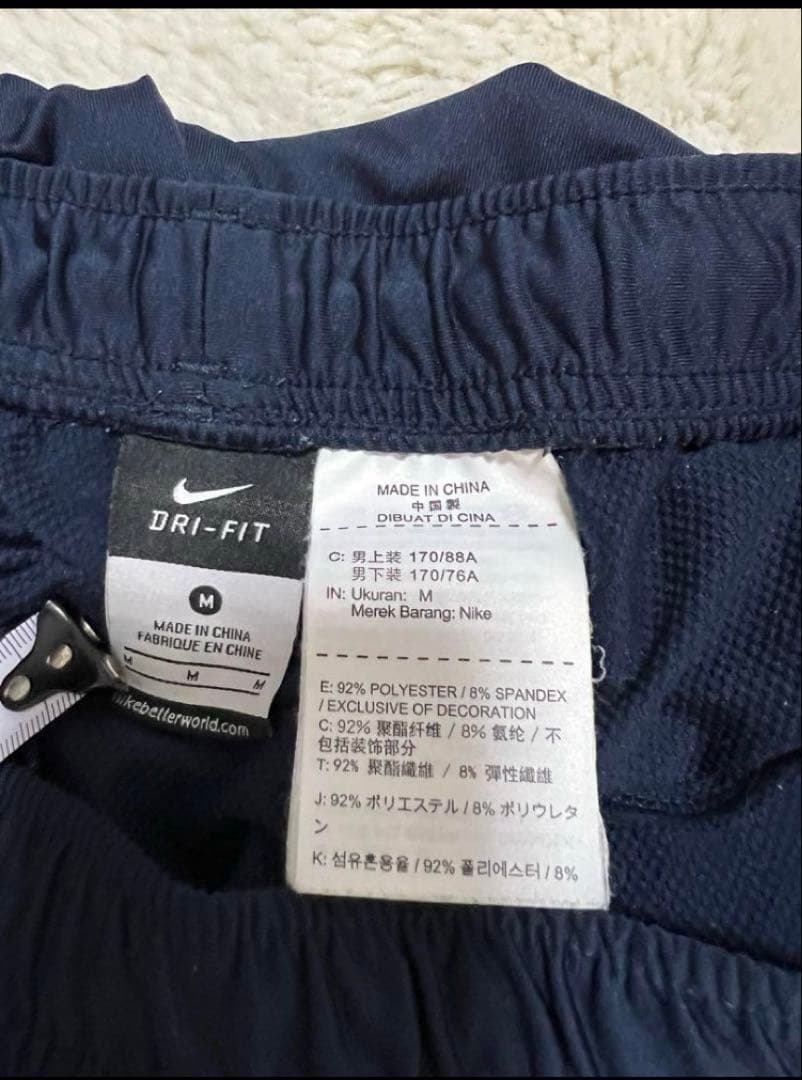 DRI-FIT
M
MADE IN CHINA
FABRIQUE EN CHINE
M M M
nikebetterworld.com
MADE IN CHINA
中国製
DIBUAT DI CINA
C: 男上装 170/88A
男下装 170/76A
IN: Ukuran: M
Merek Barang: Nike
E: 92% POLYESTER / 8% SPANDEX
/ EXCLUSIVE OF DECORATION
C: 92% 聚酯纤维 / 8% 氨纶 / 不
包括装饰部分
T: 92% 聚酯纖維 / 8% 彈性纖維
J: 92% ポリエステル / 8% ポリウレタ
ン
K: 섬유혼용율 / 92% 폴리에스터 / 8%